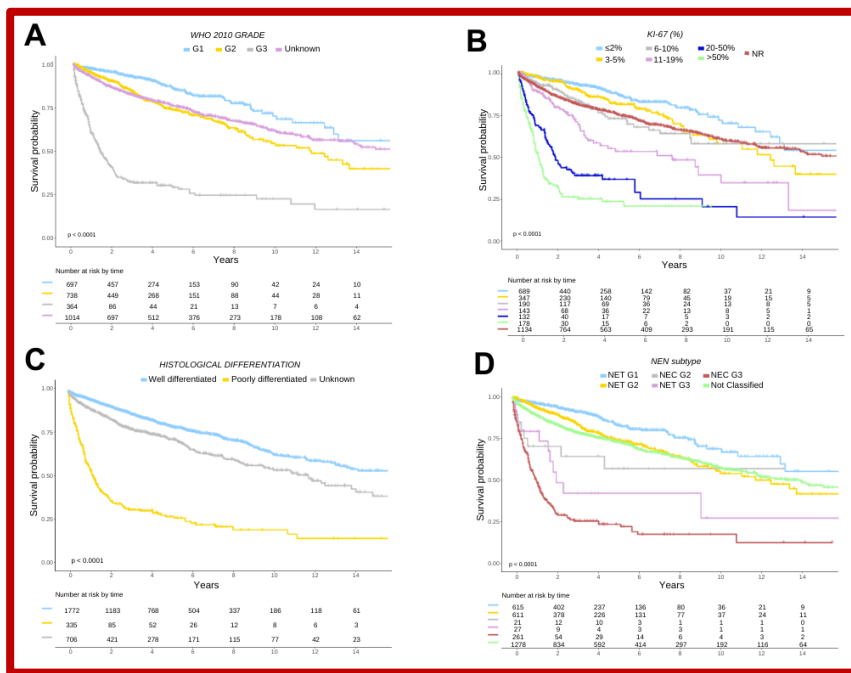 A
WHO 2010 GRADE
G1 G2 G3 Unknown
Survival probability
1.00
0.75
0.50
0.25
0.00
p < 0.0001
0 2 4 6 8 10 12 14
Years
Number at risk by time
697 457 274 153 90 42 24 10
738 449 268 151 88 44 28 11
364 86 44 21 13 7 6 4
1014 697 512 376 273 178 108 62
0 2 4 6 8 10 12 14
B
KI-67 (%)
≤2% 6-10% 20-50% NR
3-5% 11-19% >50%
Survival probability
1.00
0.75
0.50
0.25
0.00
p < 0.0001
0 2 4 6 8 10 12 14
Years
Number at risk by time
689 440 258 142 82 37 21 9
347 230 140 79 45 19 15 5
190 117 69 36 24 13 8 5
143 68 36 22 13 8 5 1
132 40 17 7 5 3 2 2
178 30 15 6 2 0 0 0
1134 764 563 409 293 191 115 65
0 2 4 6 8 10 12 14
C
HISTOLOGICAL DIFFERENTIATION
Well differentiated Poorly differentiated Unknown
Survival probability
1.00
0.75
0.50
0.25
0.00
p < 0.0001
0 2 4 6 8 10 12 14
Years
Number at risk by time
1772 1183 768 504 337 186 118 61
335 85 52 26 12 8 6 3
706 421 278 171 115 77 42 23
0 2 4 6 8 10 12 14
D
NEN subtype
NET G1 NEC G2 NEC G3
NET G2 NET G3 Not Classified
Survival probability
1.00
0.75
0.50
0.25
0.00
p < 0.0001
0 2 4 6 8 10 12 14
Years
Number at risk by time
615 402 237 136 80 36 21 9
611 378 226 131 77 37 24 11
21 12 10 3 1 1 1 0
27 9 4 3 3 1 1 1
261 54 29 14 6 4 3 2
1278 834 592 414 297 192 116 64
0 2 4 6 8 10 12 14